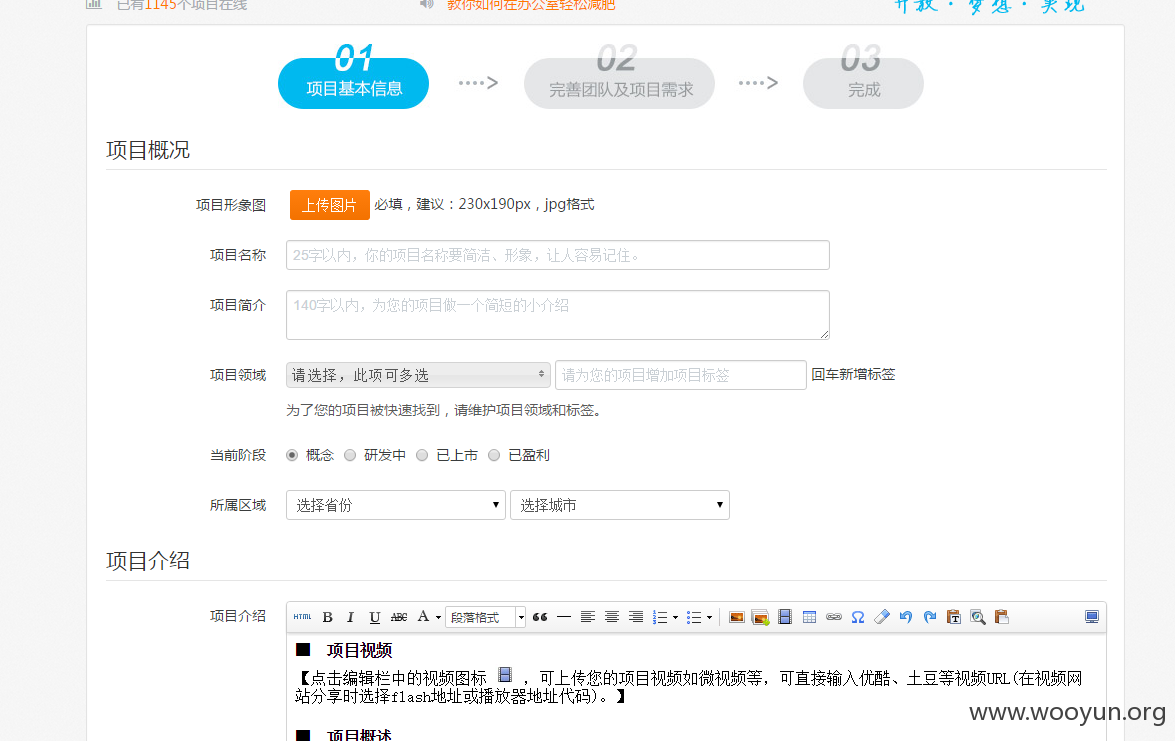 已有1145个项目在线
教你如何在办公室轻松减肥
开放·梦想·实现
01
项目基本信息
02
完善团队及项目需求
03
完成
项目概况
项目形象图
上传图片
必填，建议：230x190px，jpg格式
项目名称
25字以内，你的项目名称要简洁、形象，让人容易记住。
项目简介
140字以内，为您的项目做一个简短的小介绍
项目领域
请选择，此项可多选
请为您的项目增加项目标签
回车新增标签
为了您的项目被快速找到，请维护项目领域和标签。
当前阶段
概念
研发中
已上市
已盈利
所属区域
选择省份
选择城市
项目介绍
项目介绍
HTML B I U ABC A 段落格式
■ 项目视频
【点击编辑栏中的视频图标 ，可上传您的项目视频如微视频等，可直接输入优酷、土豆等视频URL(在视频网
站分享时选择flash地址或播放器地址代码)。】
■ 项目概述
www.wooyun.org